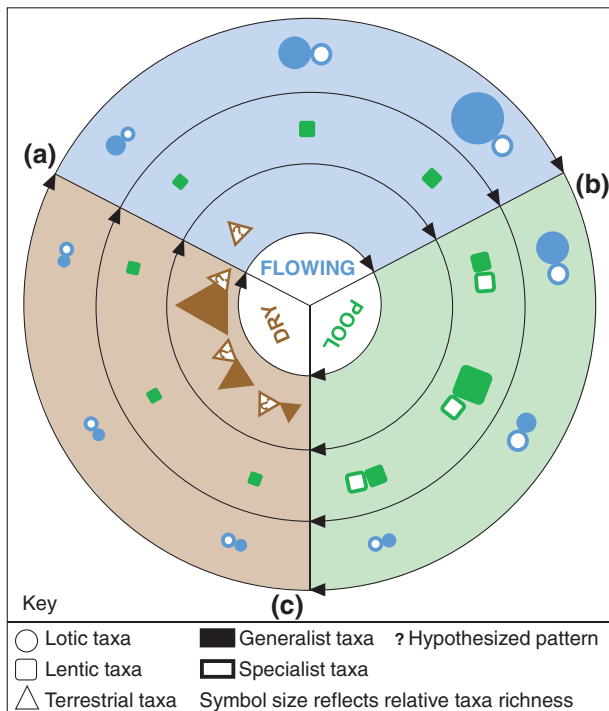 (a)
(b)
FLOWING
DRY
POOL
(c)
Key
Lotic taxa
Generalist taxa
? Hypothesized pattern
Lentic taxa
Specialist taxa
Terrestrial taxa
Symbol size reflects relative taxa richness